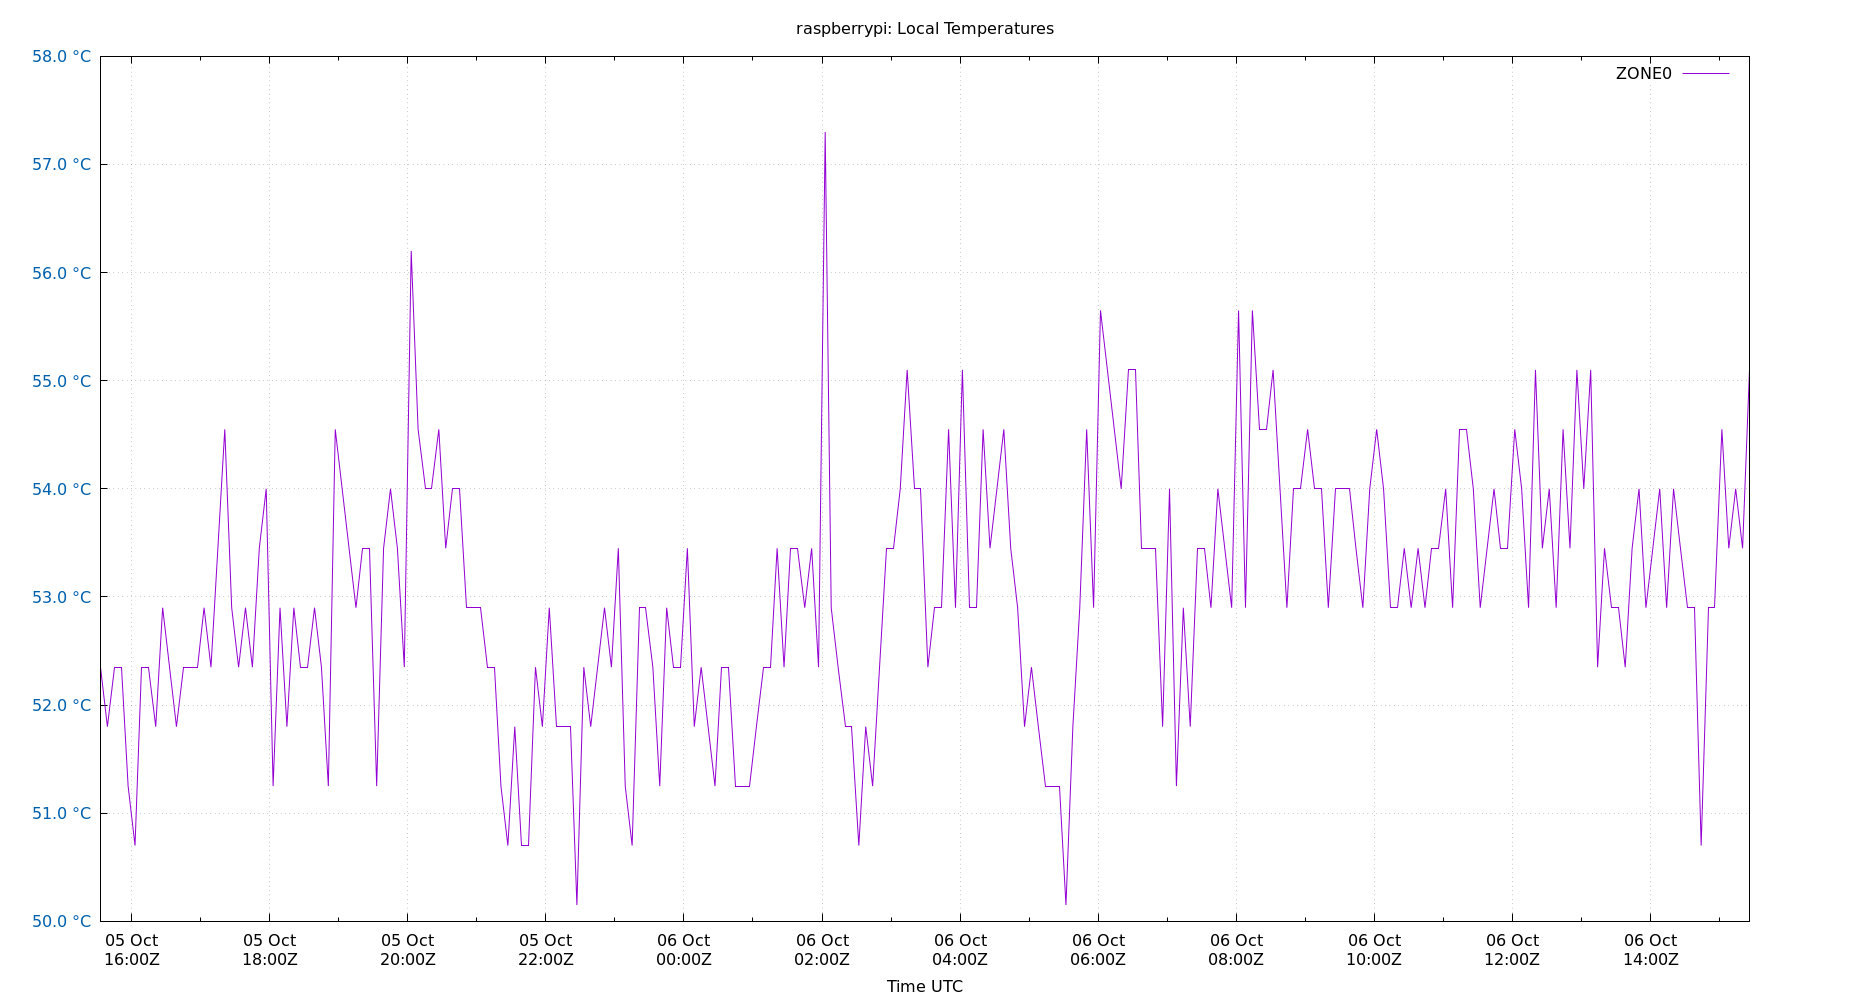 raspberrypi: Local Temperatures
58.0 °C
ZONE0
57.0 °C
56.0 °C
55.0 °C
54.0 °C
53.0 °C
52.0 °C
51.0 °C
50.0 °C
05 Oct 05 Oct 05 Oct 05 Oct 06 Oct 06 Oct 06 Oct 06 Oct 06 Oct 06 Oct 06 Oct 06 Oct
16:00Z 18:00Z 20:00Z 22:00Z 00:00Z 02:00Z 04:00Z 06:00Z 08:00Z 10:00Z 12:00Z 14:00Z
Time UTC